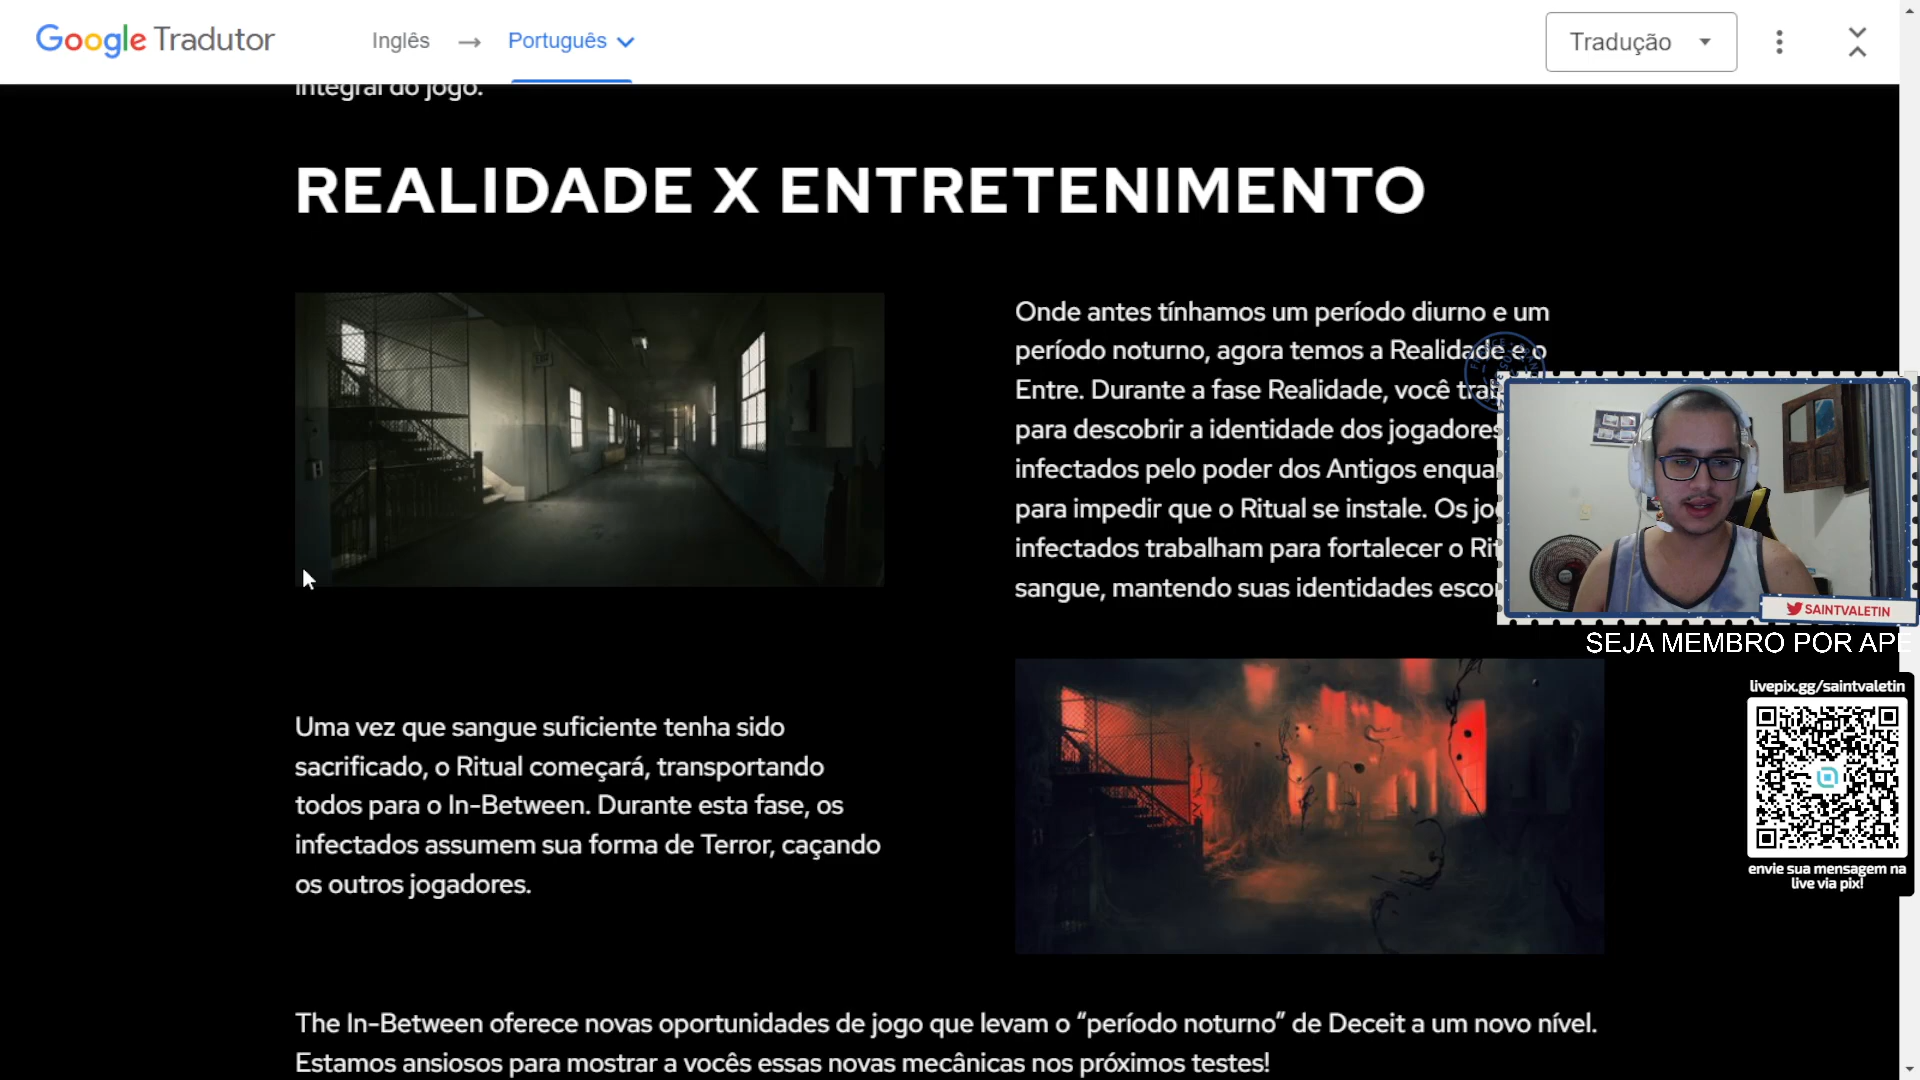 Google Tradutor
Inglês → Português
Tradução
integral do jogo.
REALIDADE X ENTRETENIMENTO
Onde antes tínhamos um período diurno e um
período noturno, agora temos a Realidade e o
Entre. Durante a fase Realidade, você
para descobrir a identidade dos jogadores
infectados pelo poder dos Antigos
para impedir que o Ritual se instale. Os
infectados trabalham para fortalecer o
sangue, mantendo suas identidades
SAINTVALETIN
SEJA MEMBRO POR APE
livepix.gg/saintvaletin
envie sua mensagem na
live via pix!
Uma vez que sangue suficiente tenha sido
sacrificado, o Ritual começará, transportando
todos para o In-Between. Durante esta fase, os
infectados assumem sua forma de Terror, caçando
os outros jogadores.
The In-Between oferece novas oportunidades de jogo que levam o “período noturno” de Deceit a um novo nível.
Estamos ansiosos para mostrar a vocês essas novas mecânicas nos próximos testes!